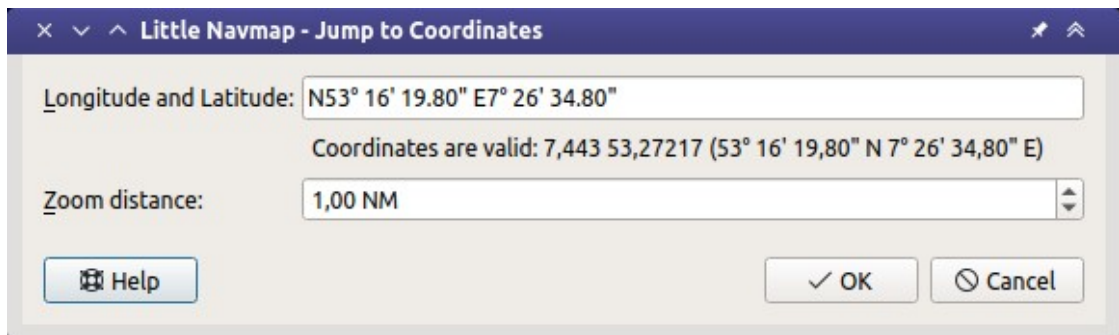 Little Navmap - Jump to Coordinates
Longitude and Latitude: N53° 16' 19.80" E7° 26' 34.80"
Coordinates are valid: 7,443 53,27217 (53° 16' 19,80" N 7° 26' 34,80" E)
Zoom distance: 1,00 NM
Help OK Cancel